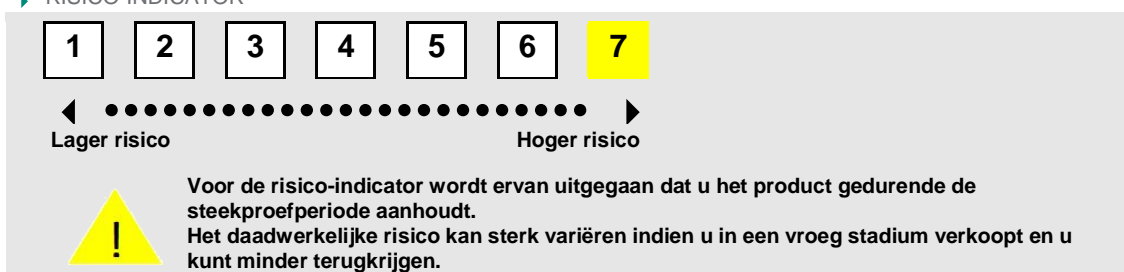 RISICO-INDICATOR
1 2 3 4 5 6 7
Lager risico Hoger risico
! Voor de risico-indicator wordt ervan uitgegaan dat u het product gedurende de
steekproefperiode aanhoudt.
Het daadwerkelijke risico kan sterk variëren indien u in een vroeg stadium verkoopt en u
kunt minder terugkrijgen.